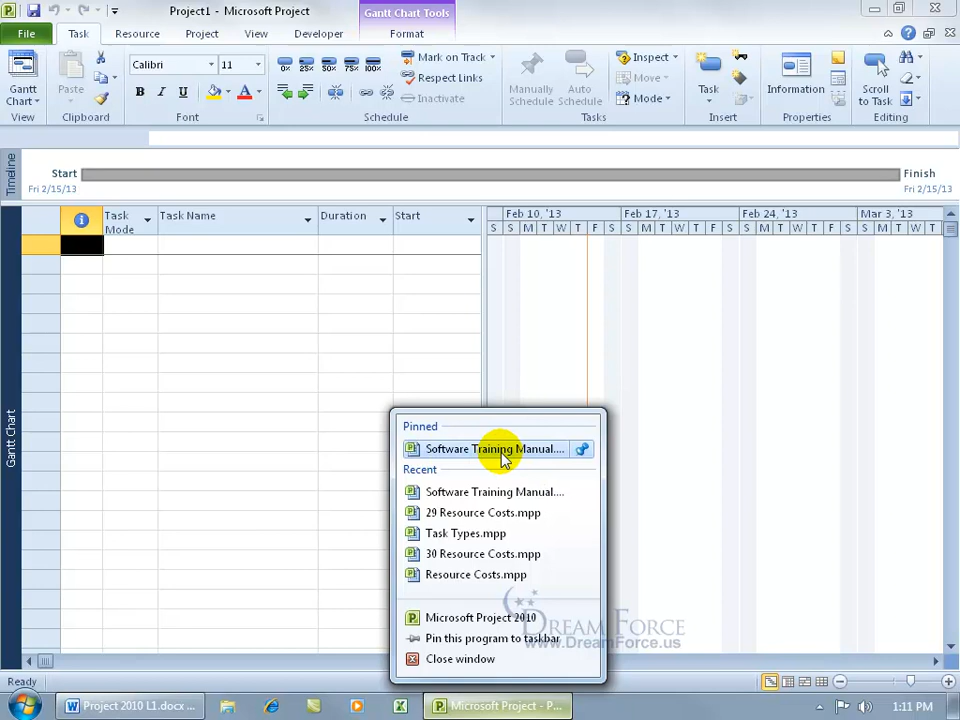 Project1 - Microsoft Project
Gantt Chart Tools
File Task Resource Project View Developer Format
Calibri 11
B I U A
0% 25% 50% 75% 100%
Mark on Track
Respect Links
Inactivate
Inspect
Move
Mode
Gantt Chart
Paste
Manually Schedule
Auto Schedule
Task
Information
Scroll to Task
View Clipboard Font Schedule Tasks Insert Properties Editing
Timeline
Start
Fri 2/15/13
Finish
Fri 2/15/13
Task Mode
Task Name
Duration
Start
Feb 10, '13 Feb 17, '13 Feb 24, '13 Mar 3, '13
S S M T W T F S S M T W T F S S M T W T F S S M T W T
Gantt Chart
Pinned
Software Training Manual....
Recent
Software Training Manual....
29 Resource Costs.mpp
Task Types.mpp
30 Resource Costs.mpp
Resource Costs.mpp
Microsoft Project 2010
Pin this program to taskbar
Close window
DREAM FORCE
www.DreamForce.us
Ready
Project 2010 L1.docx ...
Microsoft Project - P...
1:11 PM